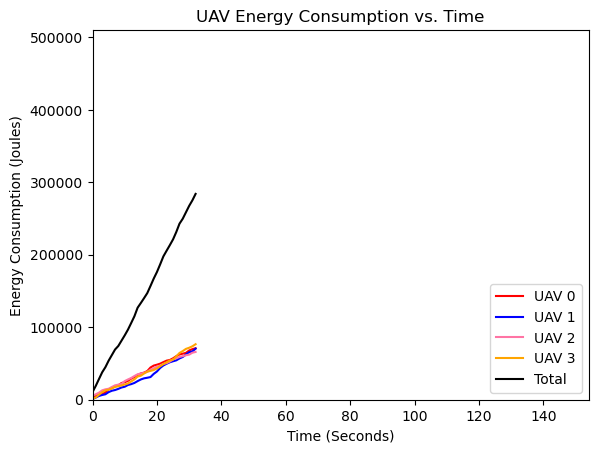 UAV Energy Consumption vs. Time
Energy Consumption (Joules)
500000
400000
300000
200000
100000
0
0 20 40 60 80 100 120 140
Time (Seconds)
UAV 0
UAV 1
UAV 2
UAV 3
Total